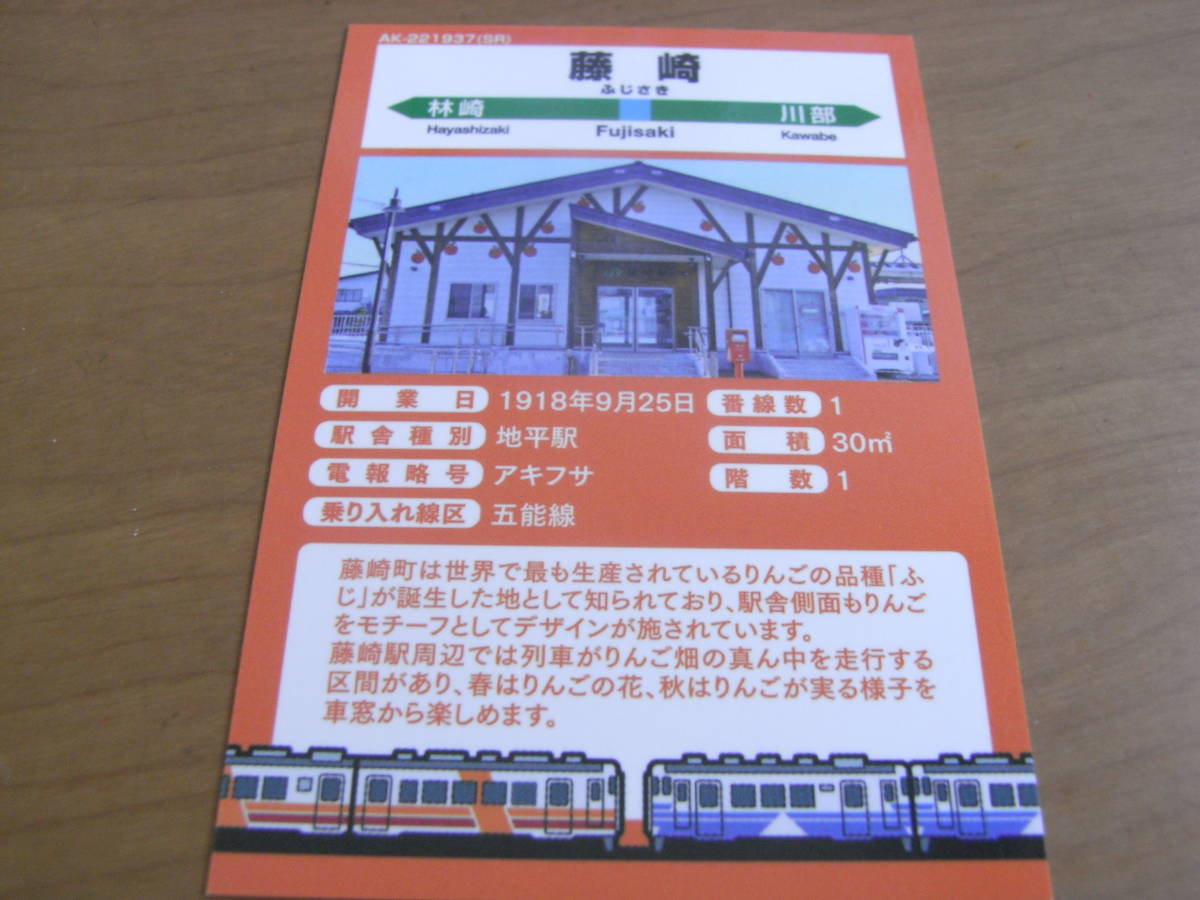 AK-221937(SR)
藤崎
ふじさき
林崎 川部
Hayashizaki Fujisaki Kawabe
開業日 1918年9月25日 番線数 1
駅舎種別 地平駅 面積 30㎡
電報略号 アキフサ 階数 1
乗り入れ線区 五能線
藤崎町は世界で最も生産されているりんごの品種「ふ
じ」が誕生した地として知られており、駅舎側面もりんご
をモチーフとしてデザインが施されています。
藤崎駅周辺では列車がりんご畑の真ん中を走行する
区間があり、春はりんごの花、秋はりんごが実る様子を
車窓から楽しめます。